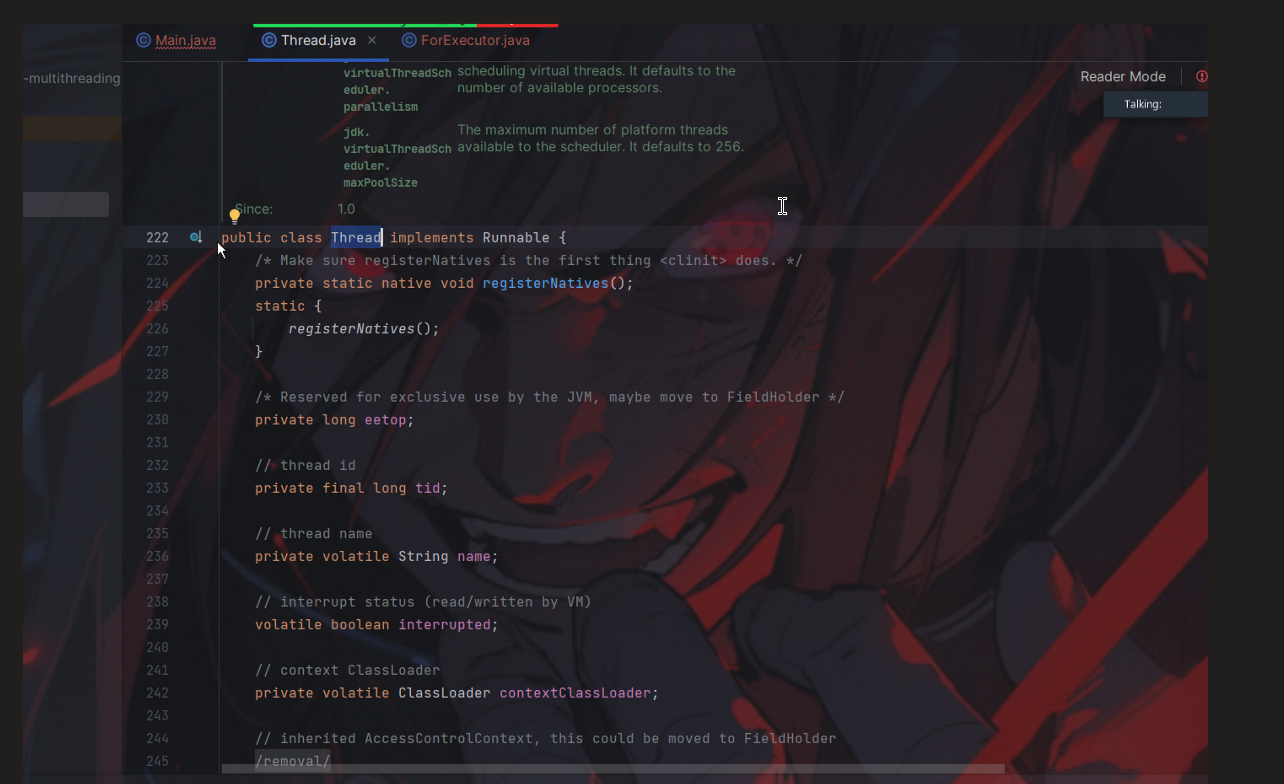 Main.java
Thread.java
ForExecutor.java
-multithreading
Reader Mode
Talking:
virtualThreadSch
eduler.
parallelism
scheduling virtual threads. It defaults to the
number of available processors.
jdk.
virtualThreadSch
eduler.
maxPoolSize
The maximum number of platform threads
available to the scheduler. It defaults to 256.
Since: 1.0
222 public class Thread implements Runnable {
223 /* Make sure registerNatives is the first thing <clinit> does. */
224 private static native void registerNatives();
225 static {
226 registerNatives();
227 }
228
229 /* Reserved for exclusive use by the JVM, maybe move to FieldHolder */
230 private long eetop;
231
232 // thread id
233 private final long tid;
234
235 // thread name
236 private volatile String name;
237
238 // interrupt status (read/written by VM)
239 volatile boolean interrupted;
240
241 // context ClassLoader
242 private volatile ClassLoader contextClassLoader;
243
244 // inherited AccessControlContext, this could be moved to FieldHolder
245 /removal/